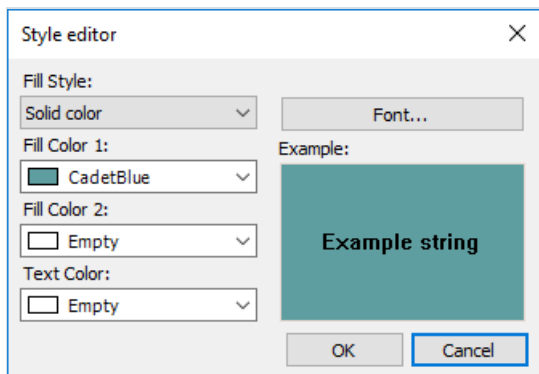 Style editor
Fill Style:
Solid color
Font...
Fill Color 1:
Example:
CadetBlue
Example string
Fill Color 2:
Empty
Text Color:
Empty
OK
Cancel